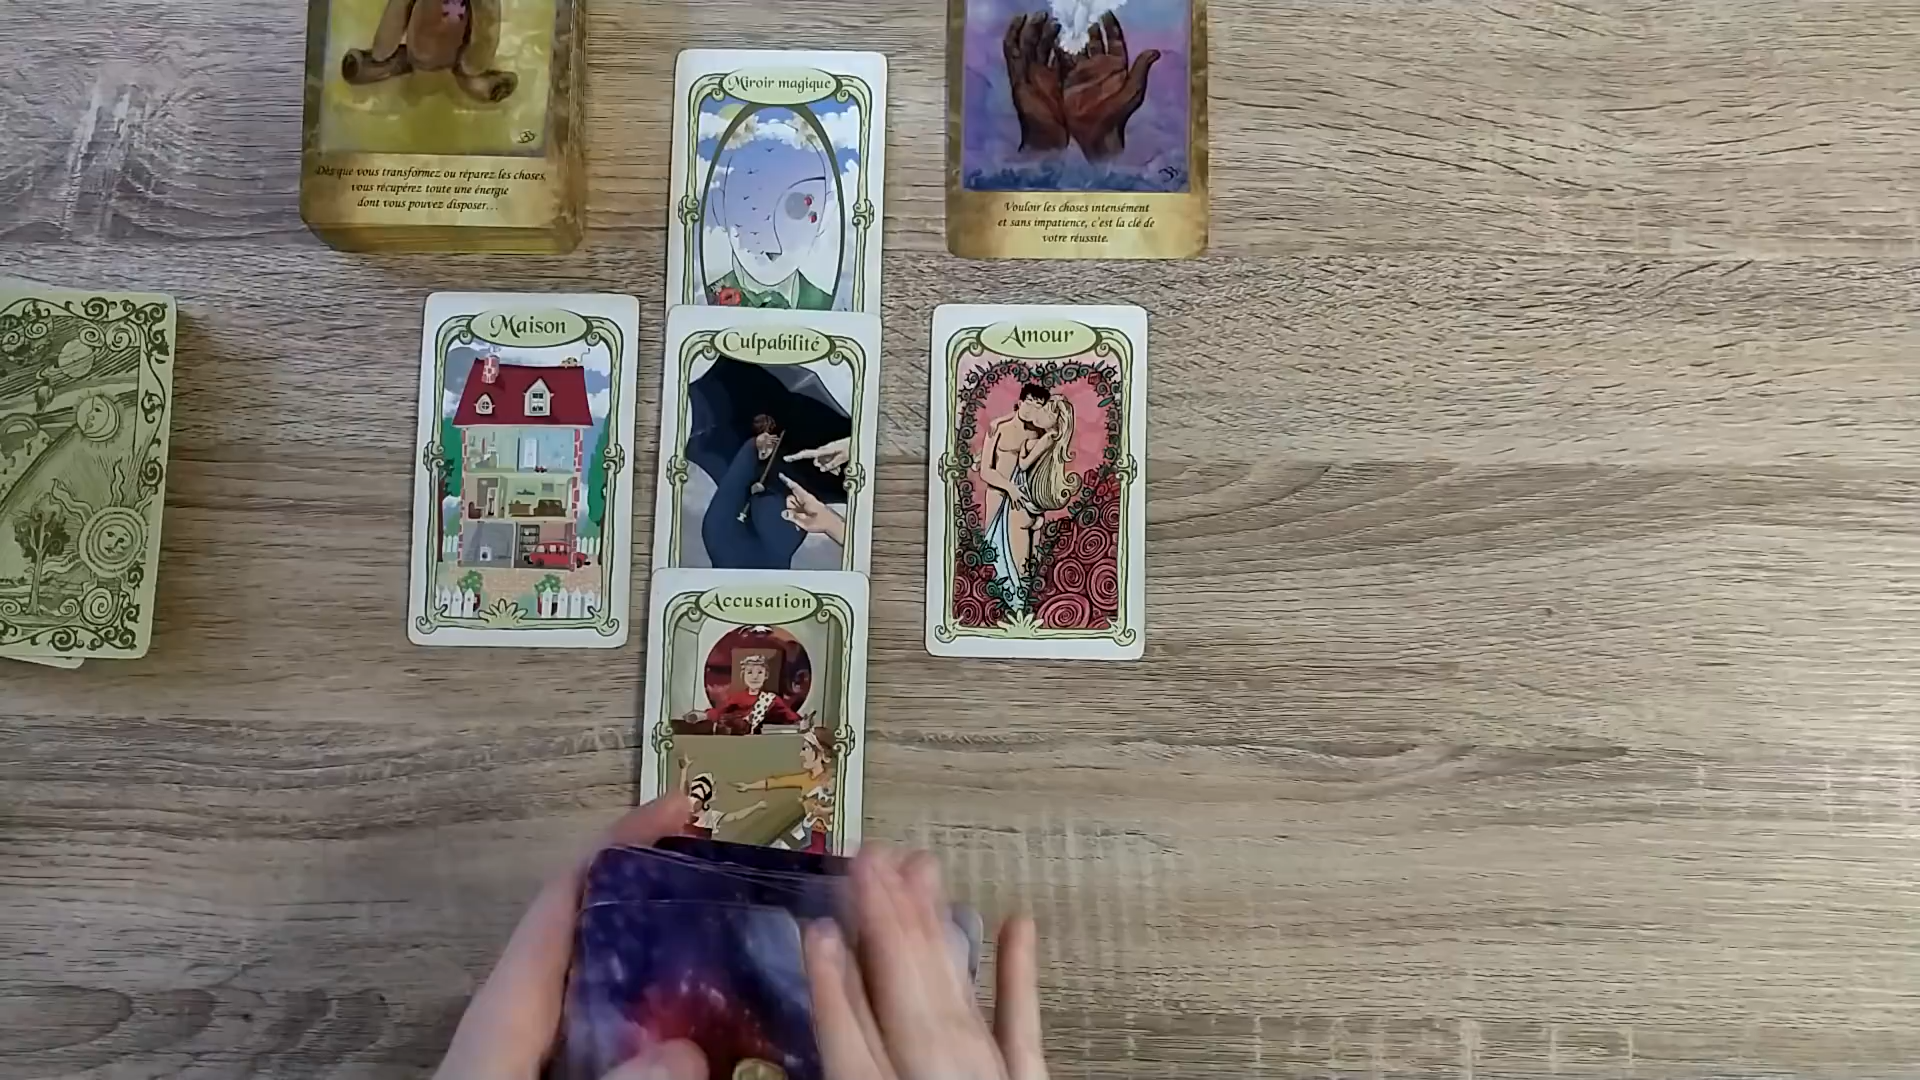 Dès que vous transformez ou réparez les choses,
vous récupérez toute une énergie
dont vous pouvez disposer...
Miroir magique
Vouloir les choses intensément
et sans impatience, c'est la clé de
votre réussite.
Maison
Culpabilité
Amour
Accusation